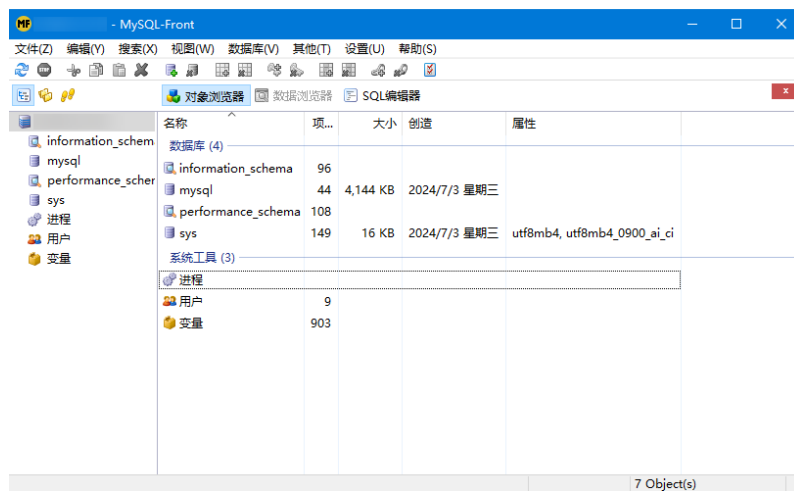 MF - MySQL-Front
文件(Z) 编辑(Y) 搜索(X) 视图(W) 数据库(V) 其他(T) 设置(U) 帮助(S)
对象浏览器 数据浏览器 SQL编辑器
information_schem
mysql
performance_scher
sys
进程
用户
变量
名称 项... 大小 创造 属性
数据库 (4)
information_schema 96
mysql 44 4,144 KB 2024/7/3 星期三
performance_schema 108
sys 149 16 KB 2024/7/3 星期三 utf8mb4, utf8mb4_0900_ai_ci
系统工具 (3)
进程
用户 9
变量 903
7 Object(s)